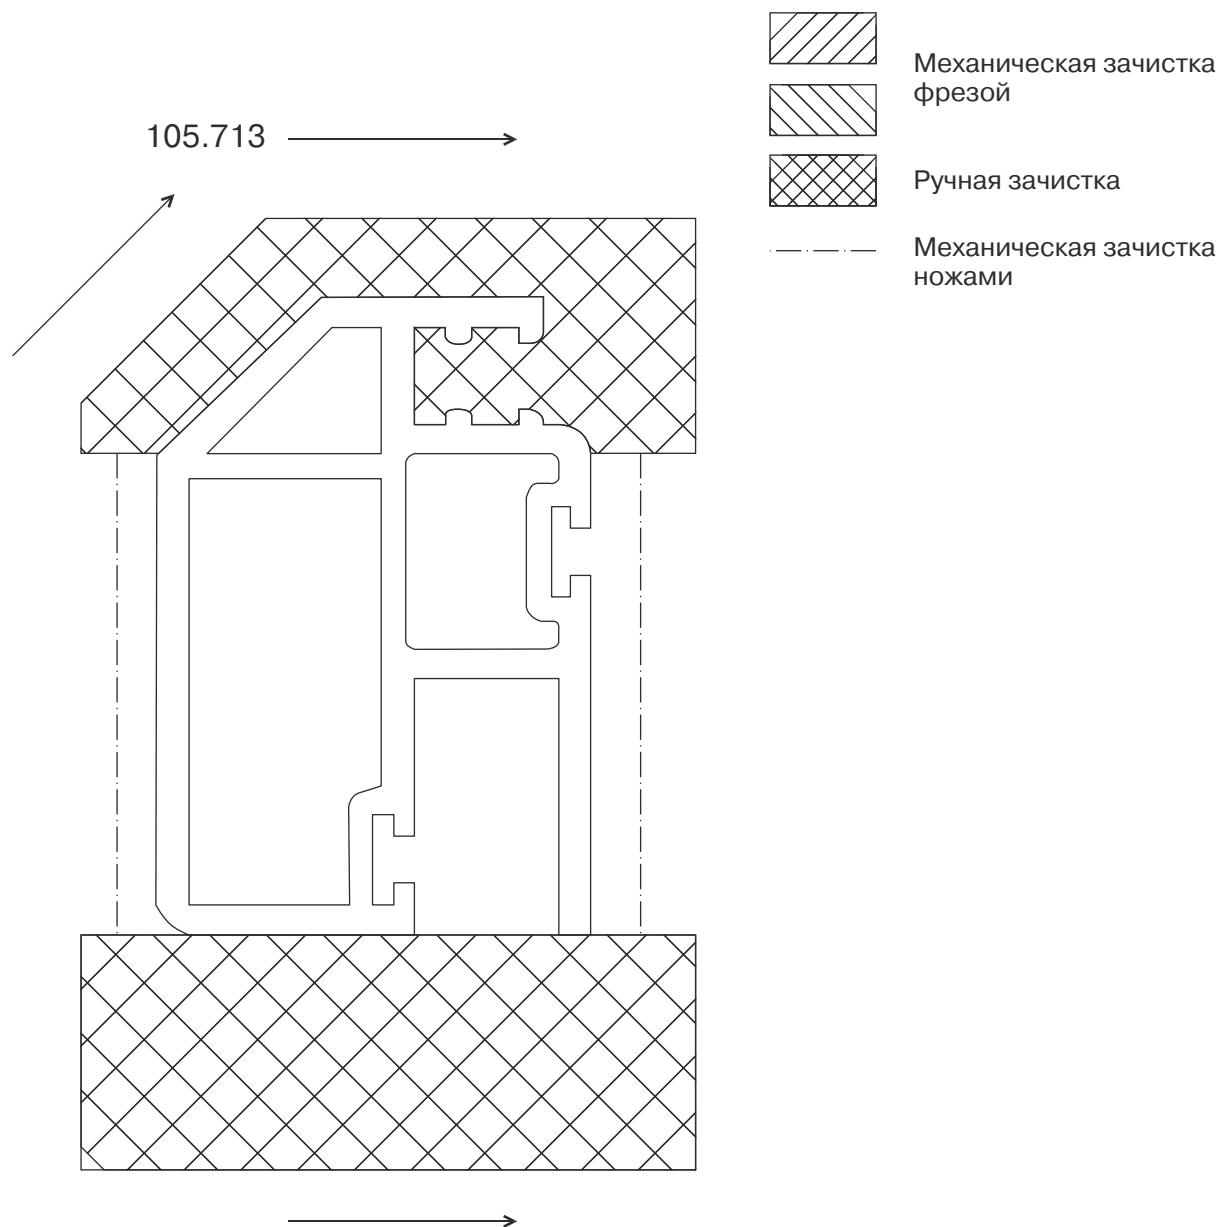 Механическая зачистка
фрезой
105.713
Ручная зачистка
Механическая зачистка
ножами